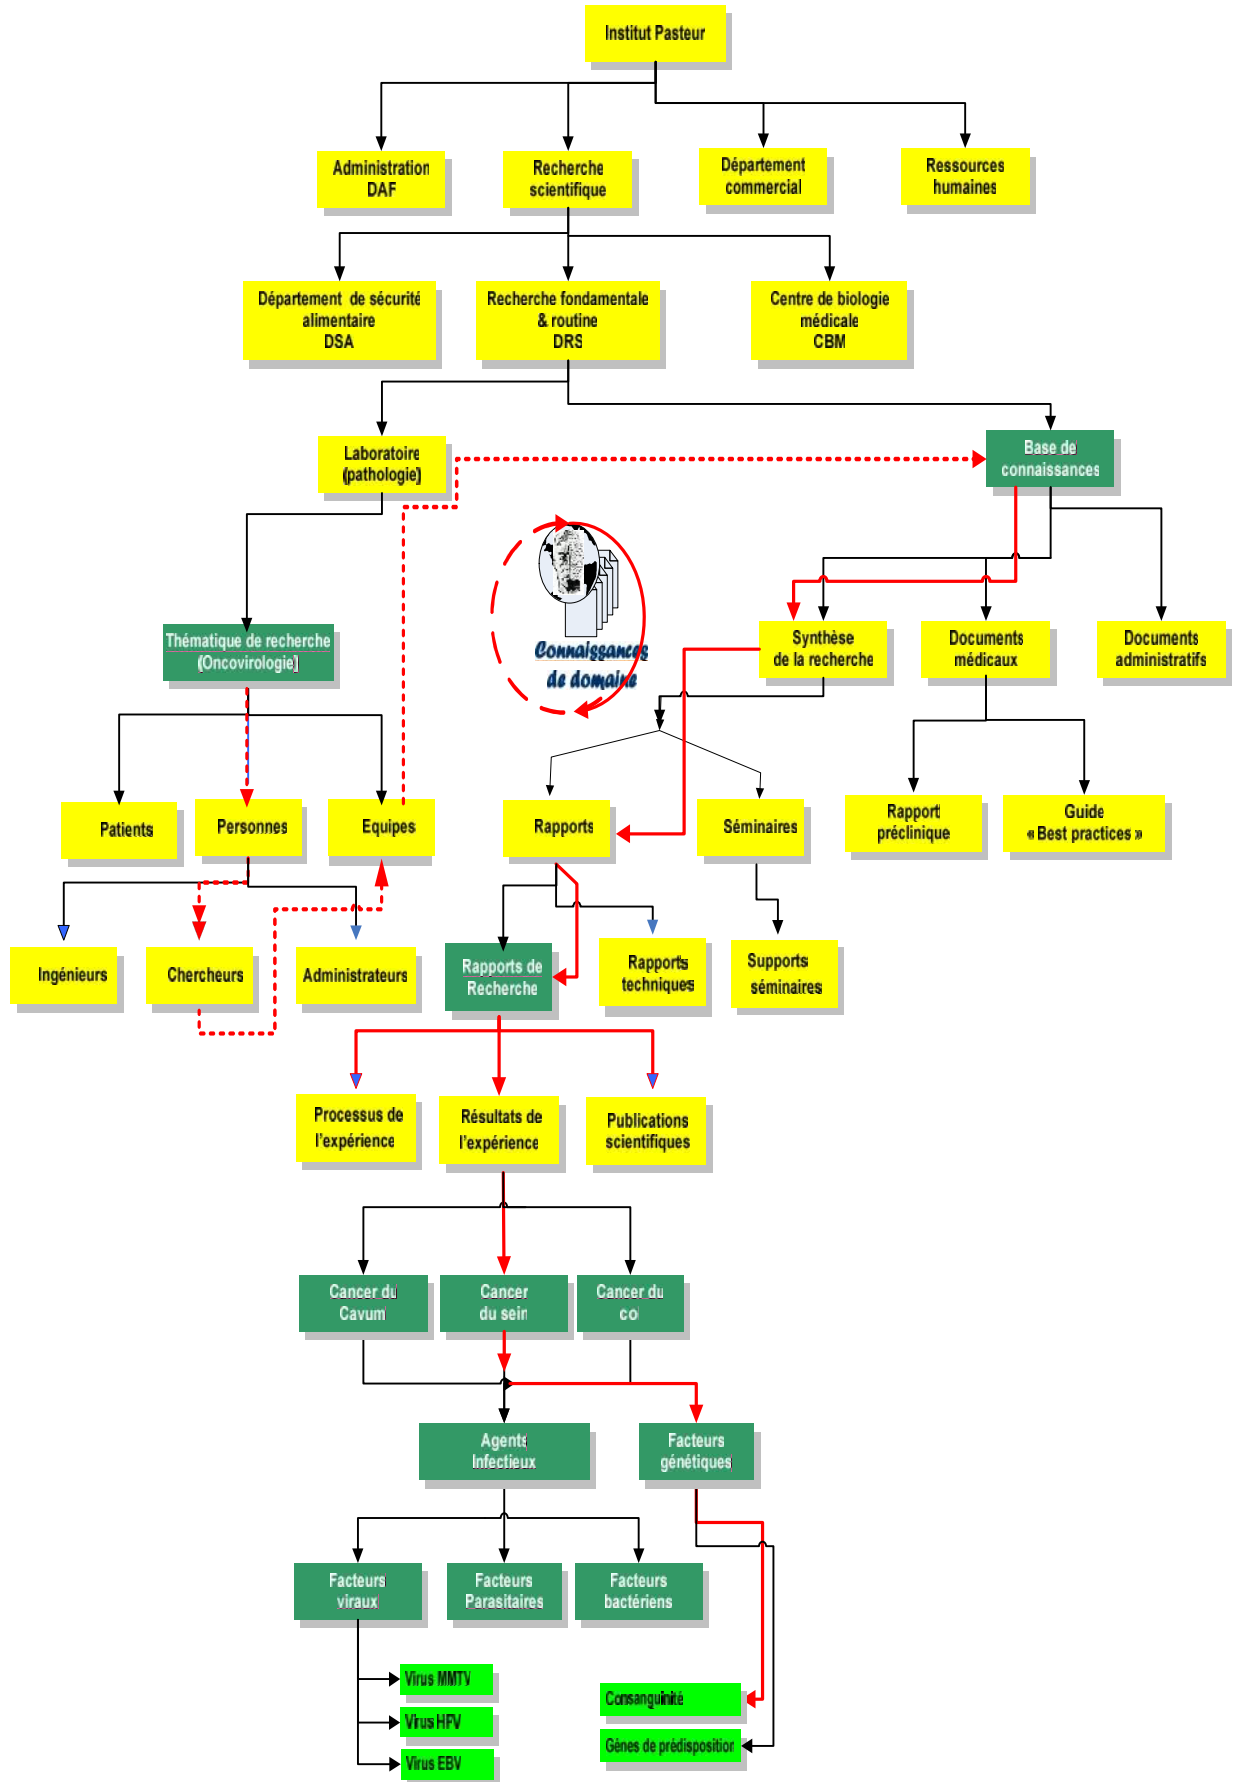 Institut Pasteur
Administration
DAF
Recherche
scientifique
Département
commercial
Ressources
humaines
Département de sécurité
alimentaire
DSA
Recherche fondamentale
& routine
DRS
Centre de biologie
médicale
CBM
Laboratoire
(pathologie)
Base de
connaissances
Connaissances
de domaine
Thématique de recherche
(Oncovirologie)
Synthèse
de la recherche
Documents
médicaux
Documents
administratifs
Patients
Personnes
Equipes
Rapports
Séminaires
Rapport
préclinique
Guide
« Best practices »
Ingénieurs
Chercheurs
Administrateurs
Rapports de
Recherche
Rapports
techniques
Supports
séminaires
Processus de
l'expérience
Résultats de
l'expérience
Publications
scientifiques
Cancer du
Cavum
Cancer
du sein
Cancer du
col
Agents
Infectieux
Facteurs
génétiques
Facteurs
viraux
Facteurs
Parasitaires
Facteurs
bactériens
Virus MMTV
Virus HFV
Virus EBV
Consanguinité
Gènes de prédisposition